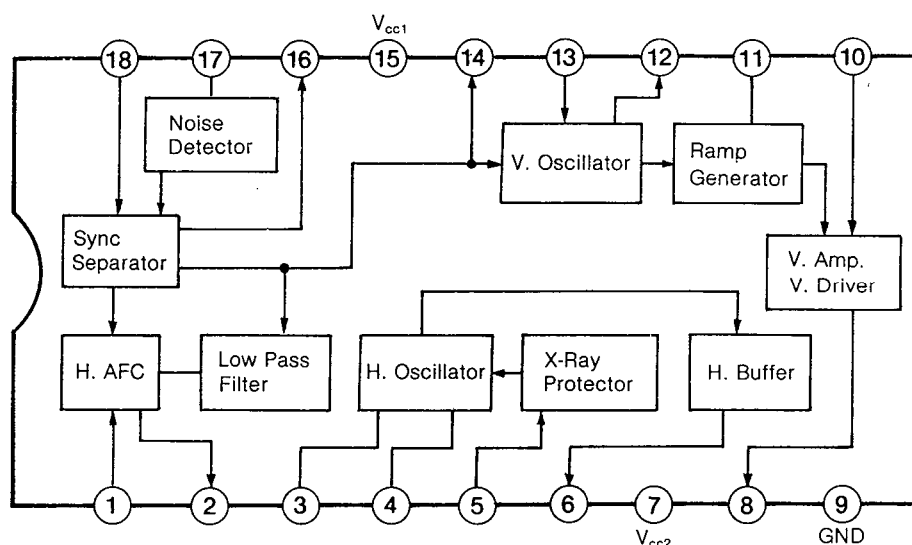 Vcc1
18 17 16 15 14 13 12 11 10
Noise
Detector
V. Oscillator
Ramp
Generator
Sync
Separator
V. Amp.
V. Driver
H. AFC
Low Pass
Filter
H. Oscillator
X-Ray
Protector
H. Buffer
1 2 3 4 5 6 7 8 9
Vcc2
GND